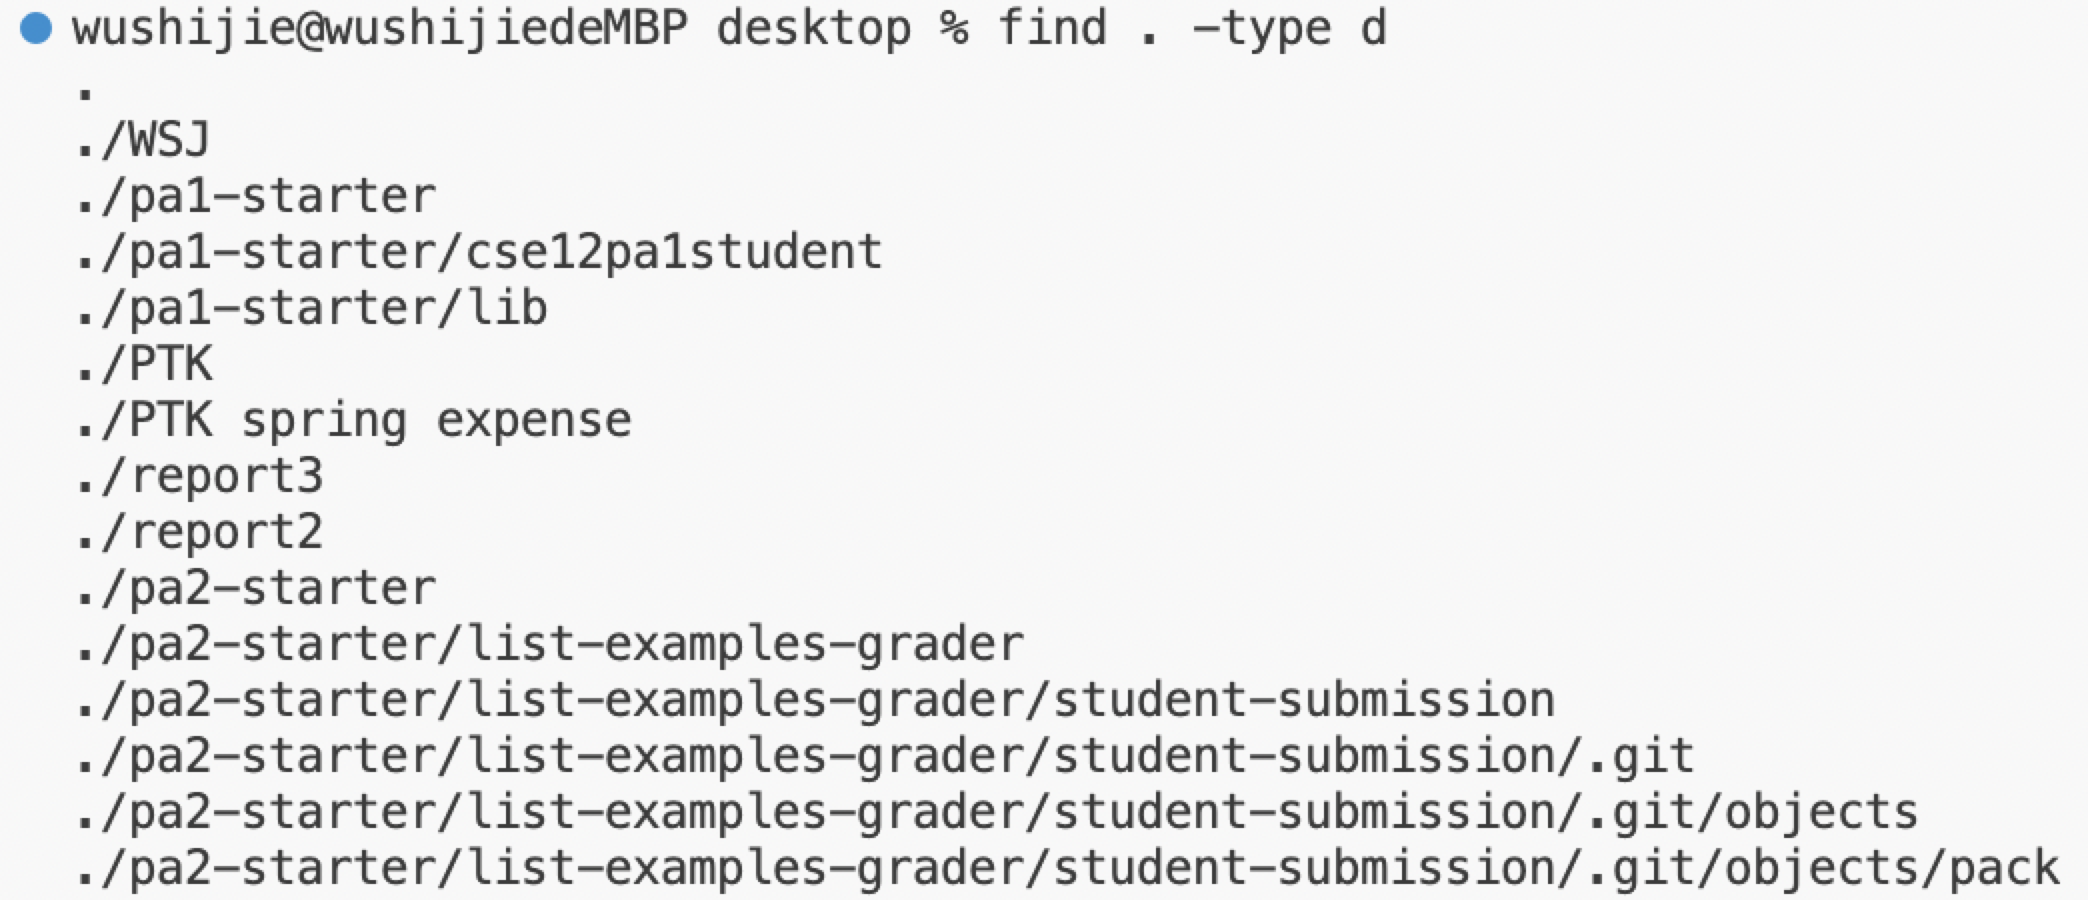 wushijie@wushijiedeMBP desktop % find . -type d
.
./WSJ
./pa1-starter
./pa1-starter/cse12pa1student
./pa1-starter/lib
./PTK
./PTK spring expense
./report3
./report2
./pa2-starter
./pa2-starter/list-examples-grader
./pa2-starter/list-examples-grader/student-submission
./pa2-starter/list-examples-grader/student-submission/.git
./pa2-starter/list-examples-grader/student-submission/.git/objects
./pa2-starter/list-examples-grader/student-submission/.git/objects/pack